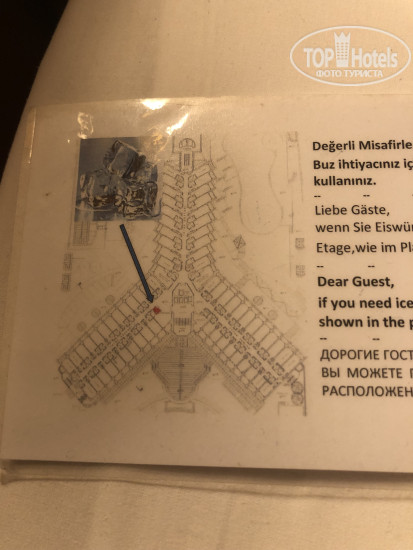 TOP Hotels
ФОТО ТУРИСТА
Değerli Misafirle
Buz ihtiyacınız iç
kullanınız.
-- --
Liebe Gäste,
wenn Sie Eiswür
Etage,wie im Pla
-- --
Dear Guest,
if you need ice
shown in the p
-- --
ДОРОГИЕ ГОСТ
ВЫ МОЖЕТЕ П
РАСПОЛОЖЕН